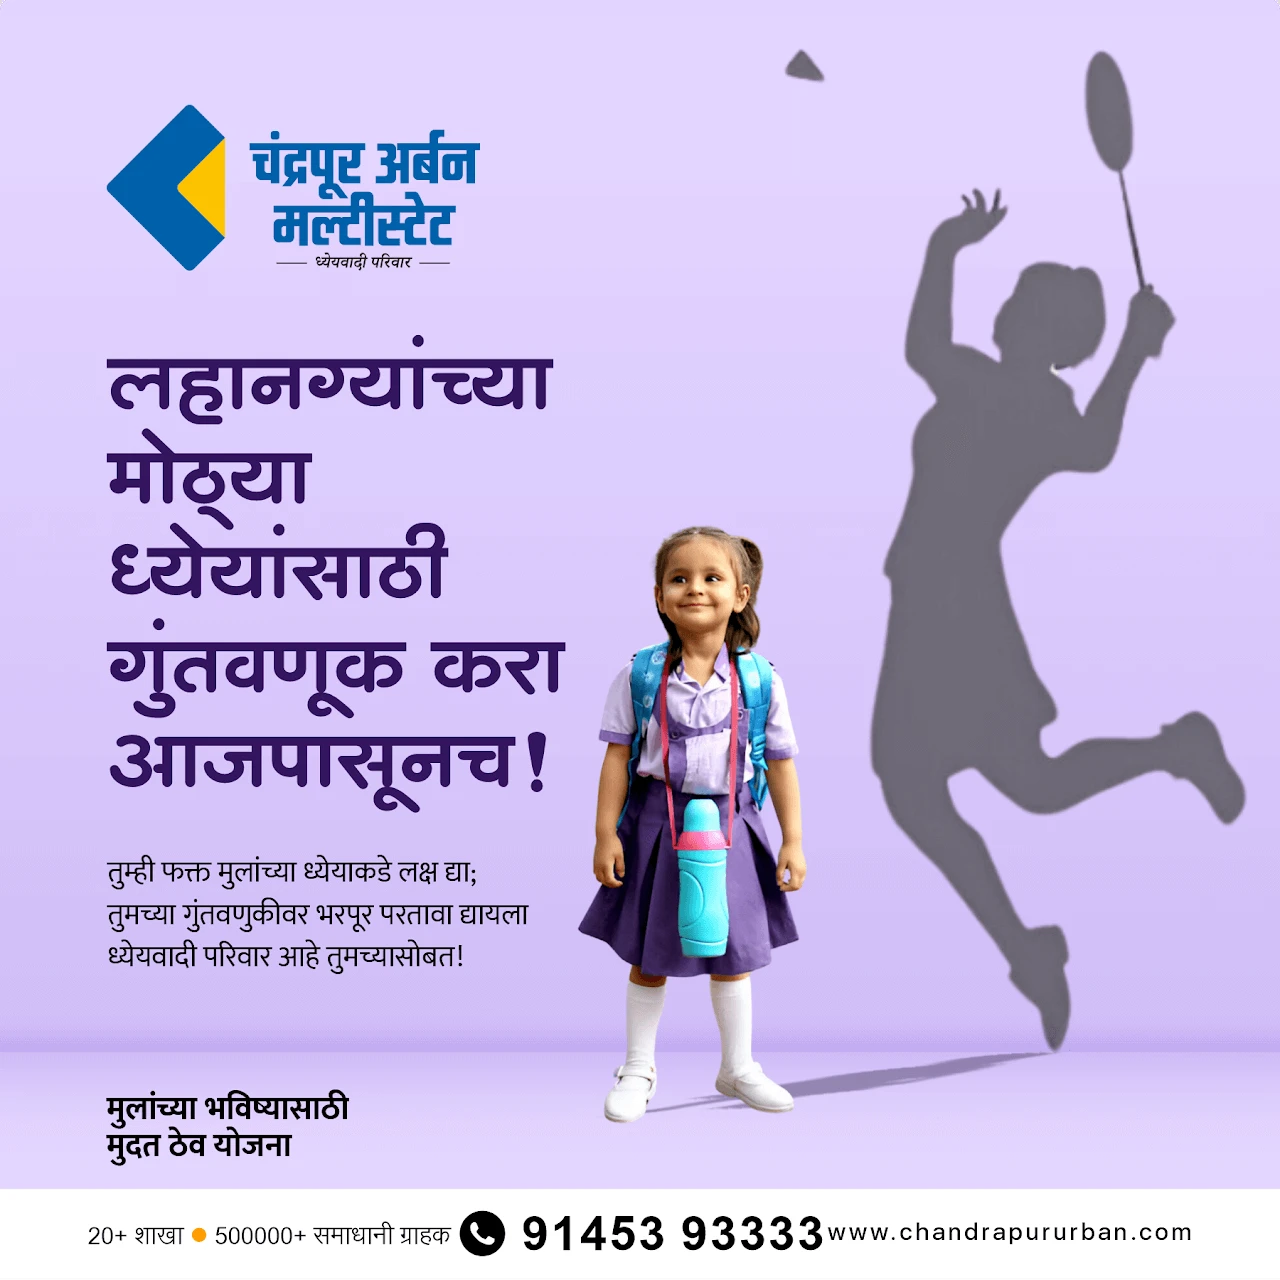 चंद्रपूर अर्बन
मल्टीस्टेट
ध्येयवादी परिवार
लहानग्यांच्या
मोठ्या
ध्येयांसाठी
गुंतवणूक करा
आजपासूनच!
तुम्ही फक्त मुलांच्या ध्येयाकडे लक्ष द्या;
तुमच्या गुंतवणुकीवर भरपूर परतावा द्यायला
ध्येयवादी परिवार आहे तुमच्यासोबत!
मुलांच्या भविष्यासाठी
मुदत ठेव योजना
20+ शाखा ● 500000+ समाधानी ग्राहक 91453 93333 www.chandrapururban.com